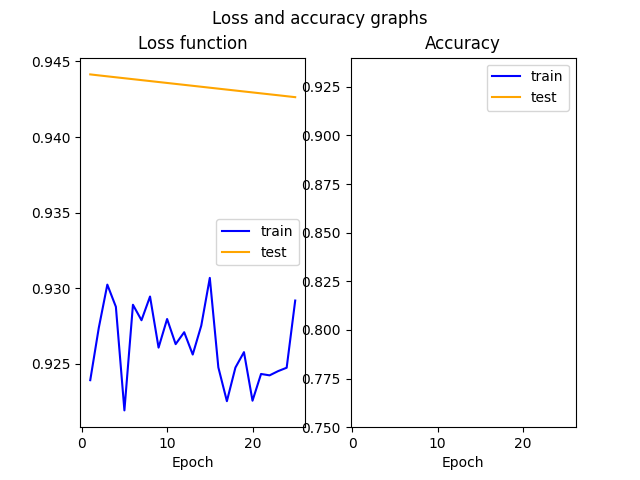 Loss and accuracy graphs
Loss function
0.945
0.940
0.935
0.930
0.925
train
test
0
10
20
Epoch
Accuracy
0.925
0.900
0.875
0.850
0.825
0.800
0.775
0.750
train
test
0
10
20
Epoch